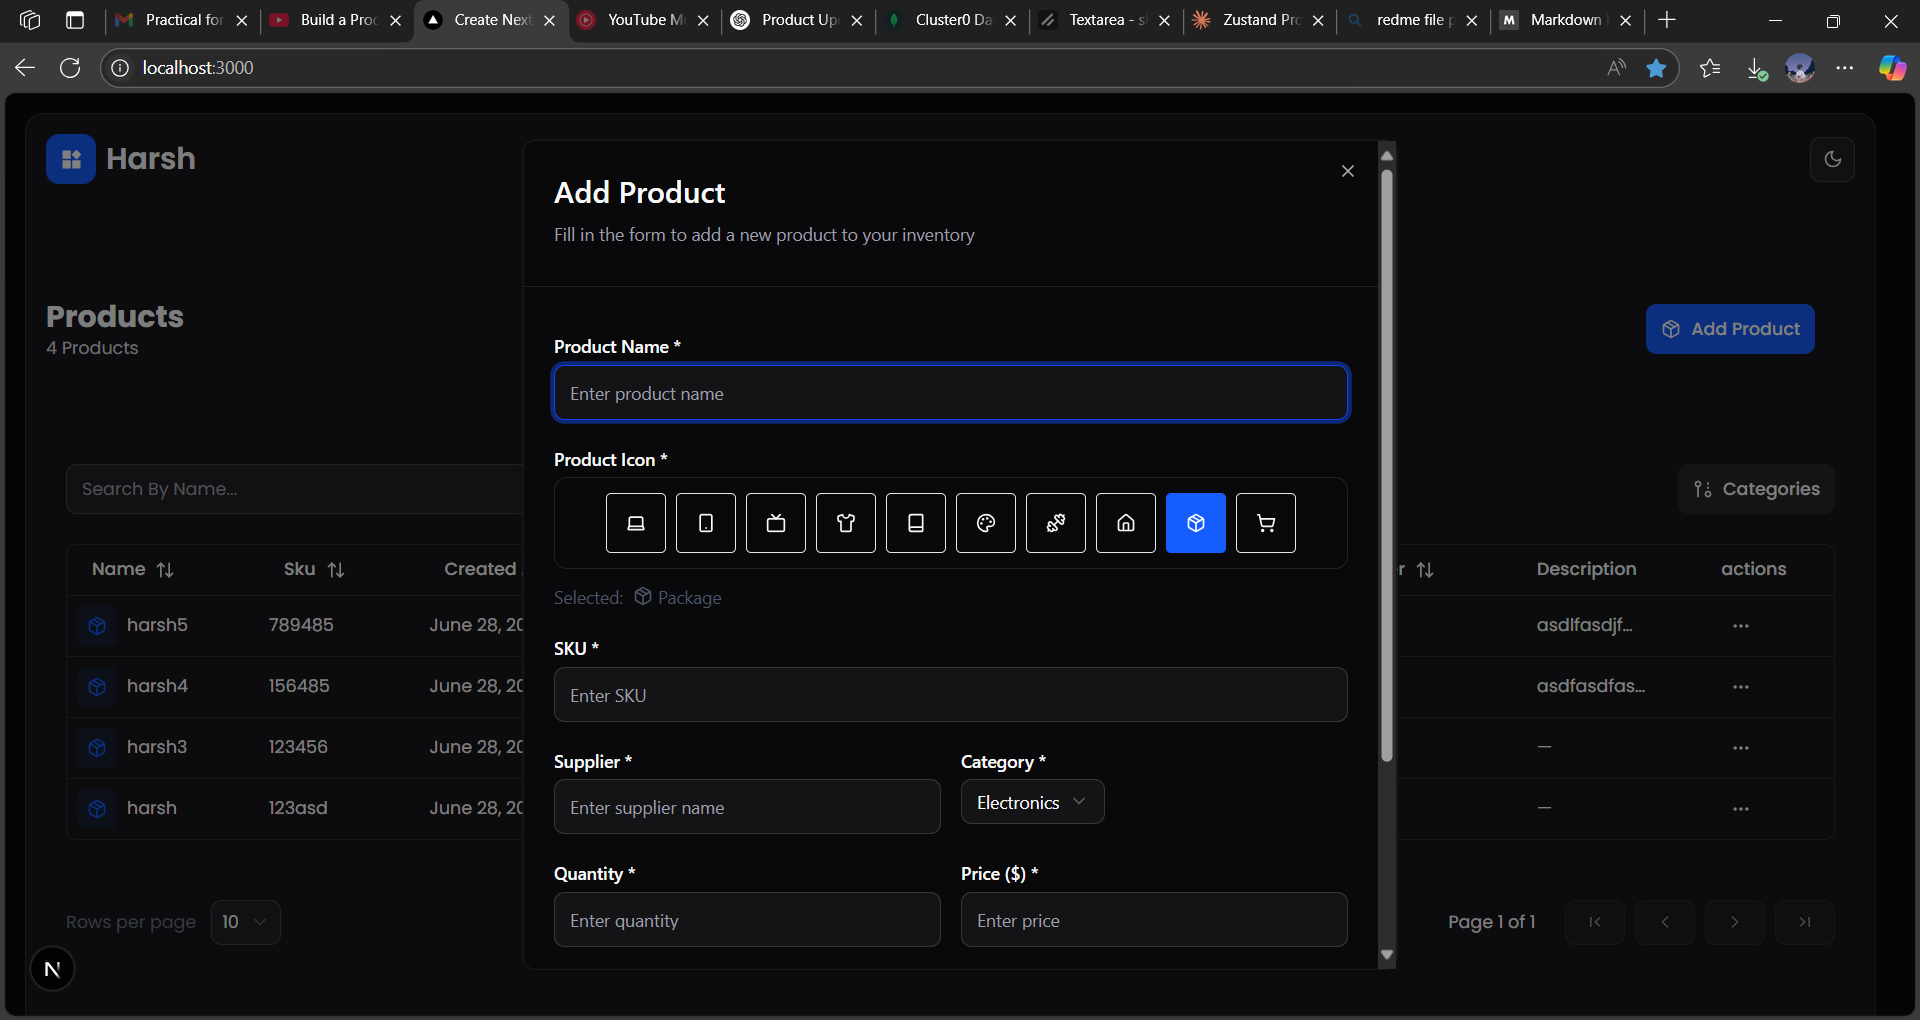 Practical for
Build a Proc
Create Next
YouTube M
Product Up
Cluster0 Da
Textarea - s
Zustand Pro
redme file p
Markdown
localhost:3000
Harsh
Add Product
Fill in the form to add a new product to your inventory
Products
4 Products
Add Product
Product Name *
Enter product name
Product Icon *
Search By Name...
Categories
Name
Sku
Created
r
Description
actions
Selected: Package
harsh5 789485 June 28, 20 asdlfasdjf... ...
SKU *
Enter SKU
harsh4 156485 June 28, 20 asdfasdfas... ...
harsh3 123456 June 28, 20 — ...
Supplier * Category *
Enter supplier name Electronics
harsh 123asd June 28, 20 — ...
Quantity * Price ($) *
Enter quantity Enter price
Rows per page 10
Page 1 of 1
N